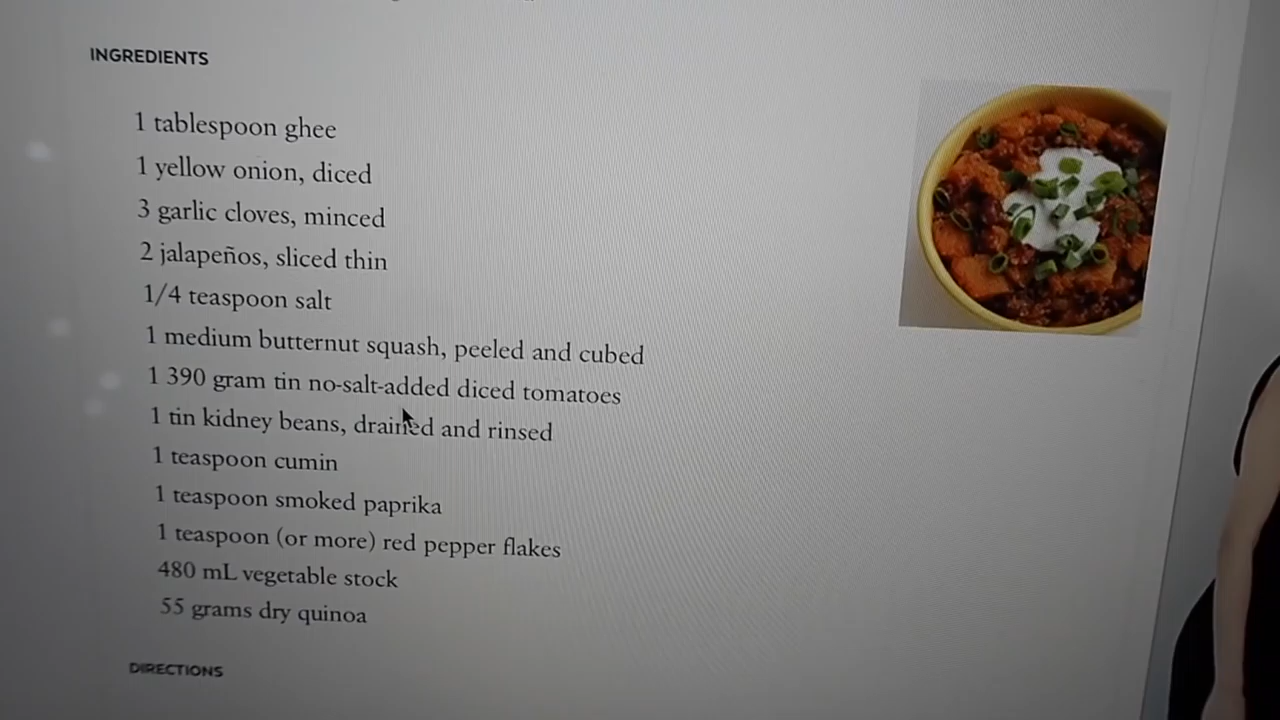 INGREDIENTS
1 tablespoon ghee
1 yellow onion, diced
3 garlic cloves, minced
2 jalapeños, sliced thin
1/4 teaspoon salt
1 medium butternut squash, peeled and cubed
1 390 gram tin no-salt-added diced tomatoes
1 tin kidney beans, drained and rinsed
1 teaspoon cumin
1 teaspoon smoked paprika
1 teaspoon (or more) red pepper flakes
480 mL vegetable stock
55 grams dry quinoa
DIRECTIONS